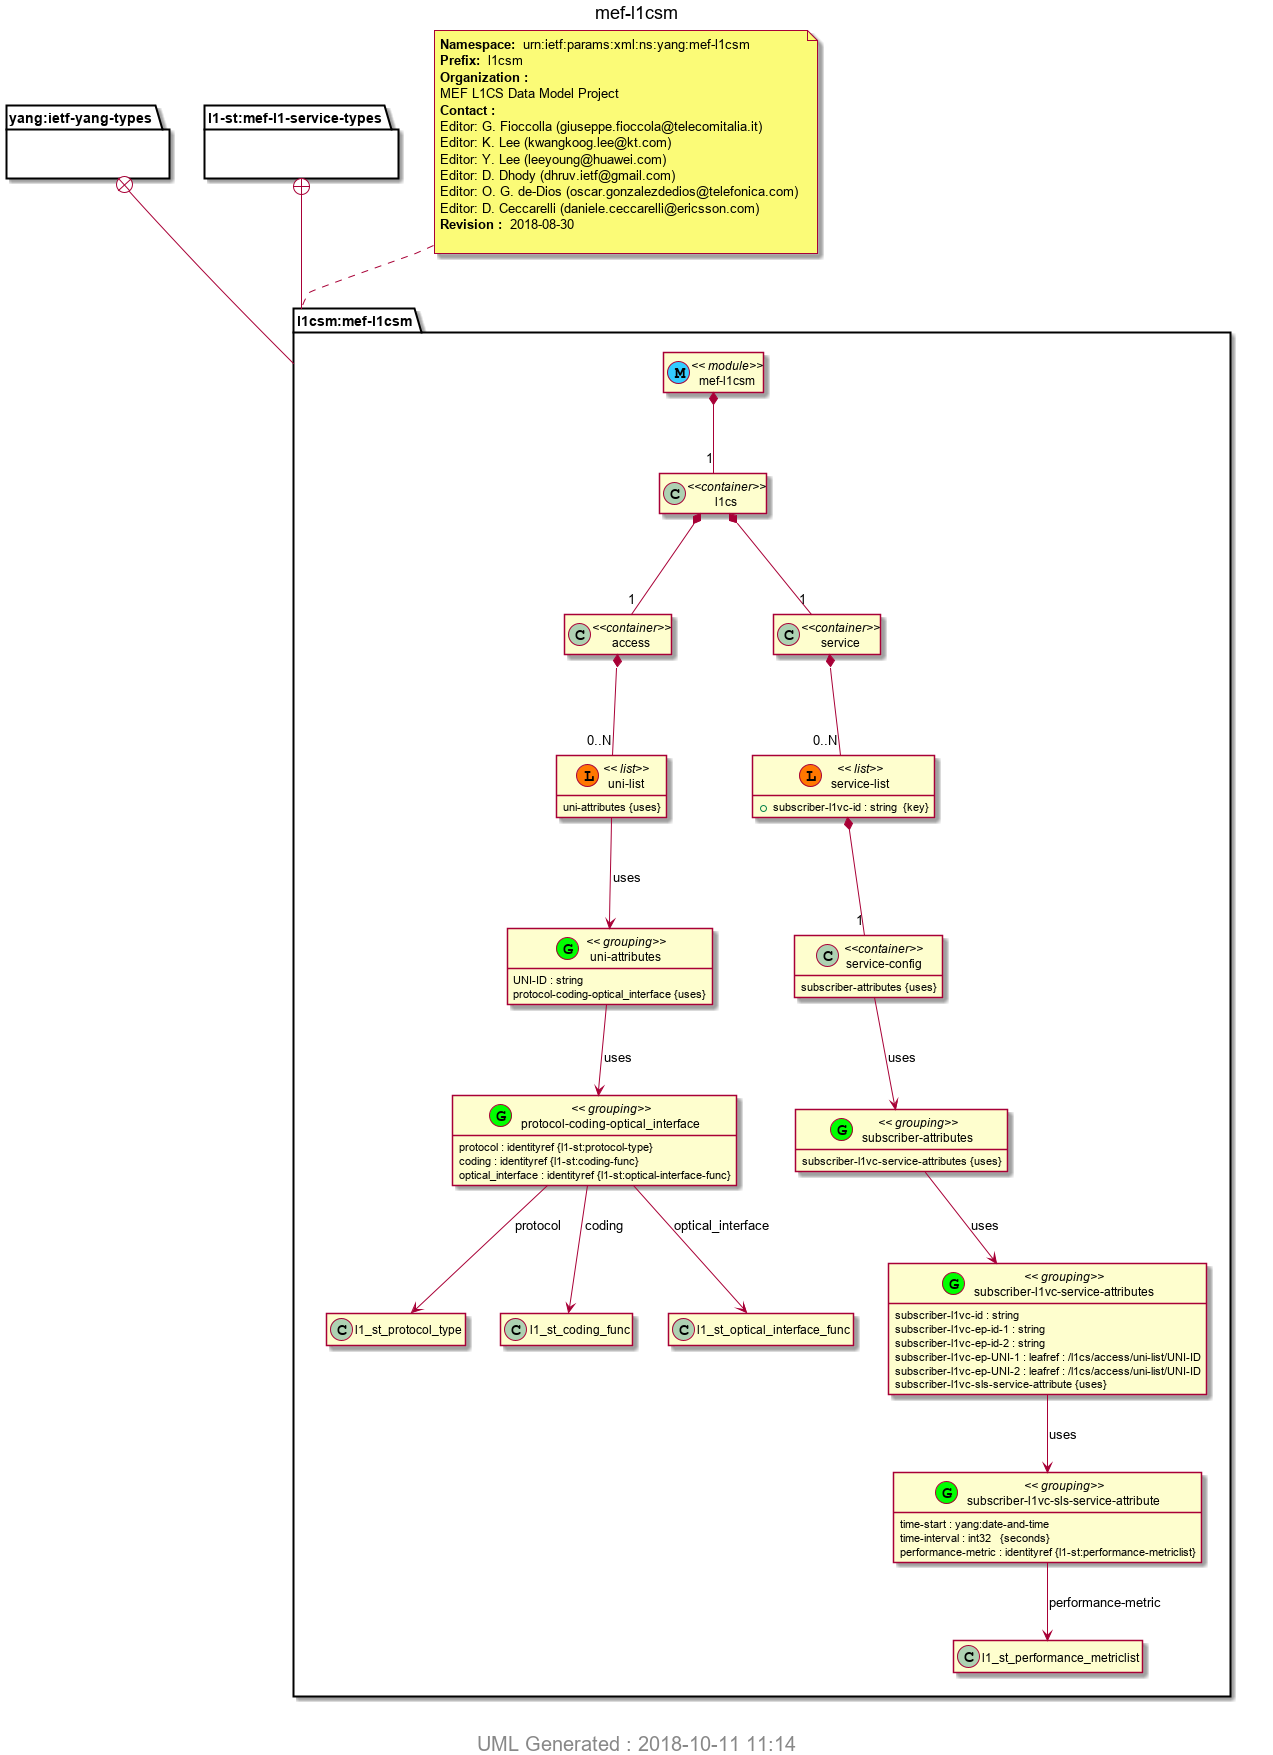 mef-l1csm
Namespace:  urn:ietf:params:xml:ns:yang:mef-l1csm
Prefix:  l1csm
Organization :
MEF L1CS Data Model Project
Contact :
Editor: G. Fioccolla (giuseppe.fioccola@telecomitalia.it)
Editor: K. Lee (kwangkoog.lee@kt.com)
Editor: Y. Lee (leeyoung@huawei.com)
Editor: D. Dhody (dhruv.ietf@gmail.com)
Editor: O. G. de-Dios (oscar.gonzalezdedios@telefonica.com)
Editor: D. Ceccarelli (daniele.ceccarelli@ericsson.com)
Revision :  2018-08-30
yang:ietf-yang-types
l1-st:mef-l1-service-types
l1csm:mef-l1csm
M
<< module>>
mef-l1csm
1
C
<<container>>
l1cs
1
1
C
<<container>>
access
C
<<container>>
service
0..N
0..N
L
<< list>>
uni-list
uni-attributes {uses}
L
<< list>>
service-list
subscriber-l1vc-id : string  {key}
uses
1
G
<< grouping>>
uni-attributes
UNI-ID : string
protocol-coding-optical_interface {uses}
C
<<container>>
service-config
subscriber-attributes {uses}
uses
uses
G
<< grouping>>
protocol-coding-optical_interface
protocol : identityref {l1-st:protocol-type}
coding : identityref {l1-st:coding-func}
optical_interface : identityref {l1-st:optical-interface-func}
G
<< grouping>>
subscriber-attributes
subscriber-l1vc-service-attributes {uses}
protocol
coding
optical_interface
uses
C l1_st_protocol_type
C l1_st_coding_func
C l1_st_optical_interface_func
G
<< grouping>>
subscriber-l1vc-service-attributes
subscriber-l1vc-id : string
subscriber-l1vc-ep-id-1 : string
subscriber-l1vc-ep-id-2 : string
subscriber-l1vc-ep-UNI-1 : leafref : /l1cs/access/uni-list/UNI-ID
subscriber-l1vc-ep-UNI-2 : leafref : /l1cs/access/uni-list/UNI-ID
subscriber-l1vc-sls-service-attribute {uses}
uses
G
<< grouping>>
subscriber-l1vc-sls-service-attribute
time-start : yang:date-and-time
time-interval : int32   {seconds}
performance-metric : identityref {l1-st:performance-metriclist}
performance-metric
C l1_st_performance_metriclist
UML Generated : 2018-10-11 11:14